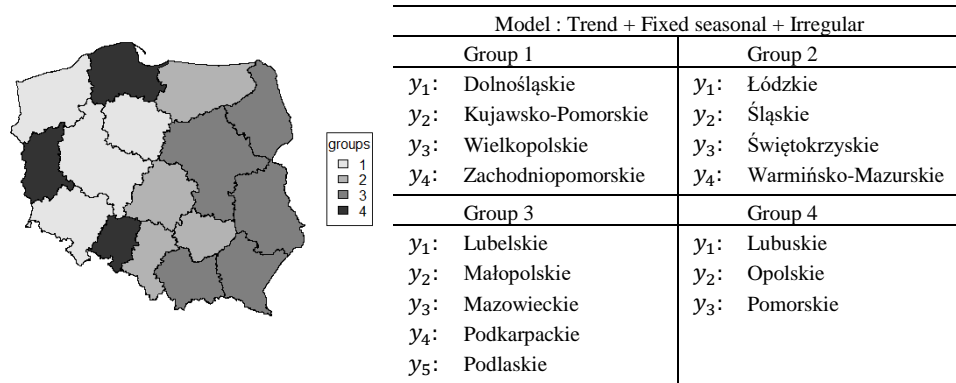 groups
1
2
3
4
Model : Trend + Fixed seasonal + Irregular
Group 1 Group 2
y₁: Dolnośląskie y₁: Łódzkie
y₂: Kujawsko-Pomorskie y₂: Śląskie
y₃: Wielkopolskie y₃: Świętokrzyskie
y₄: Zachodniopomorskie y₄: Warmińsko-Mazurskie
Group 3 Group 4
y₁: Lubelskie y₁: Lubuskie
y₂: Małopolskie y₂: Opolskie
y₃: Mazowieckie y₃: Pomorskie
y₄: Podkarpackie
y₅: Podlaskie